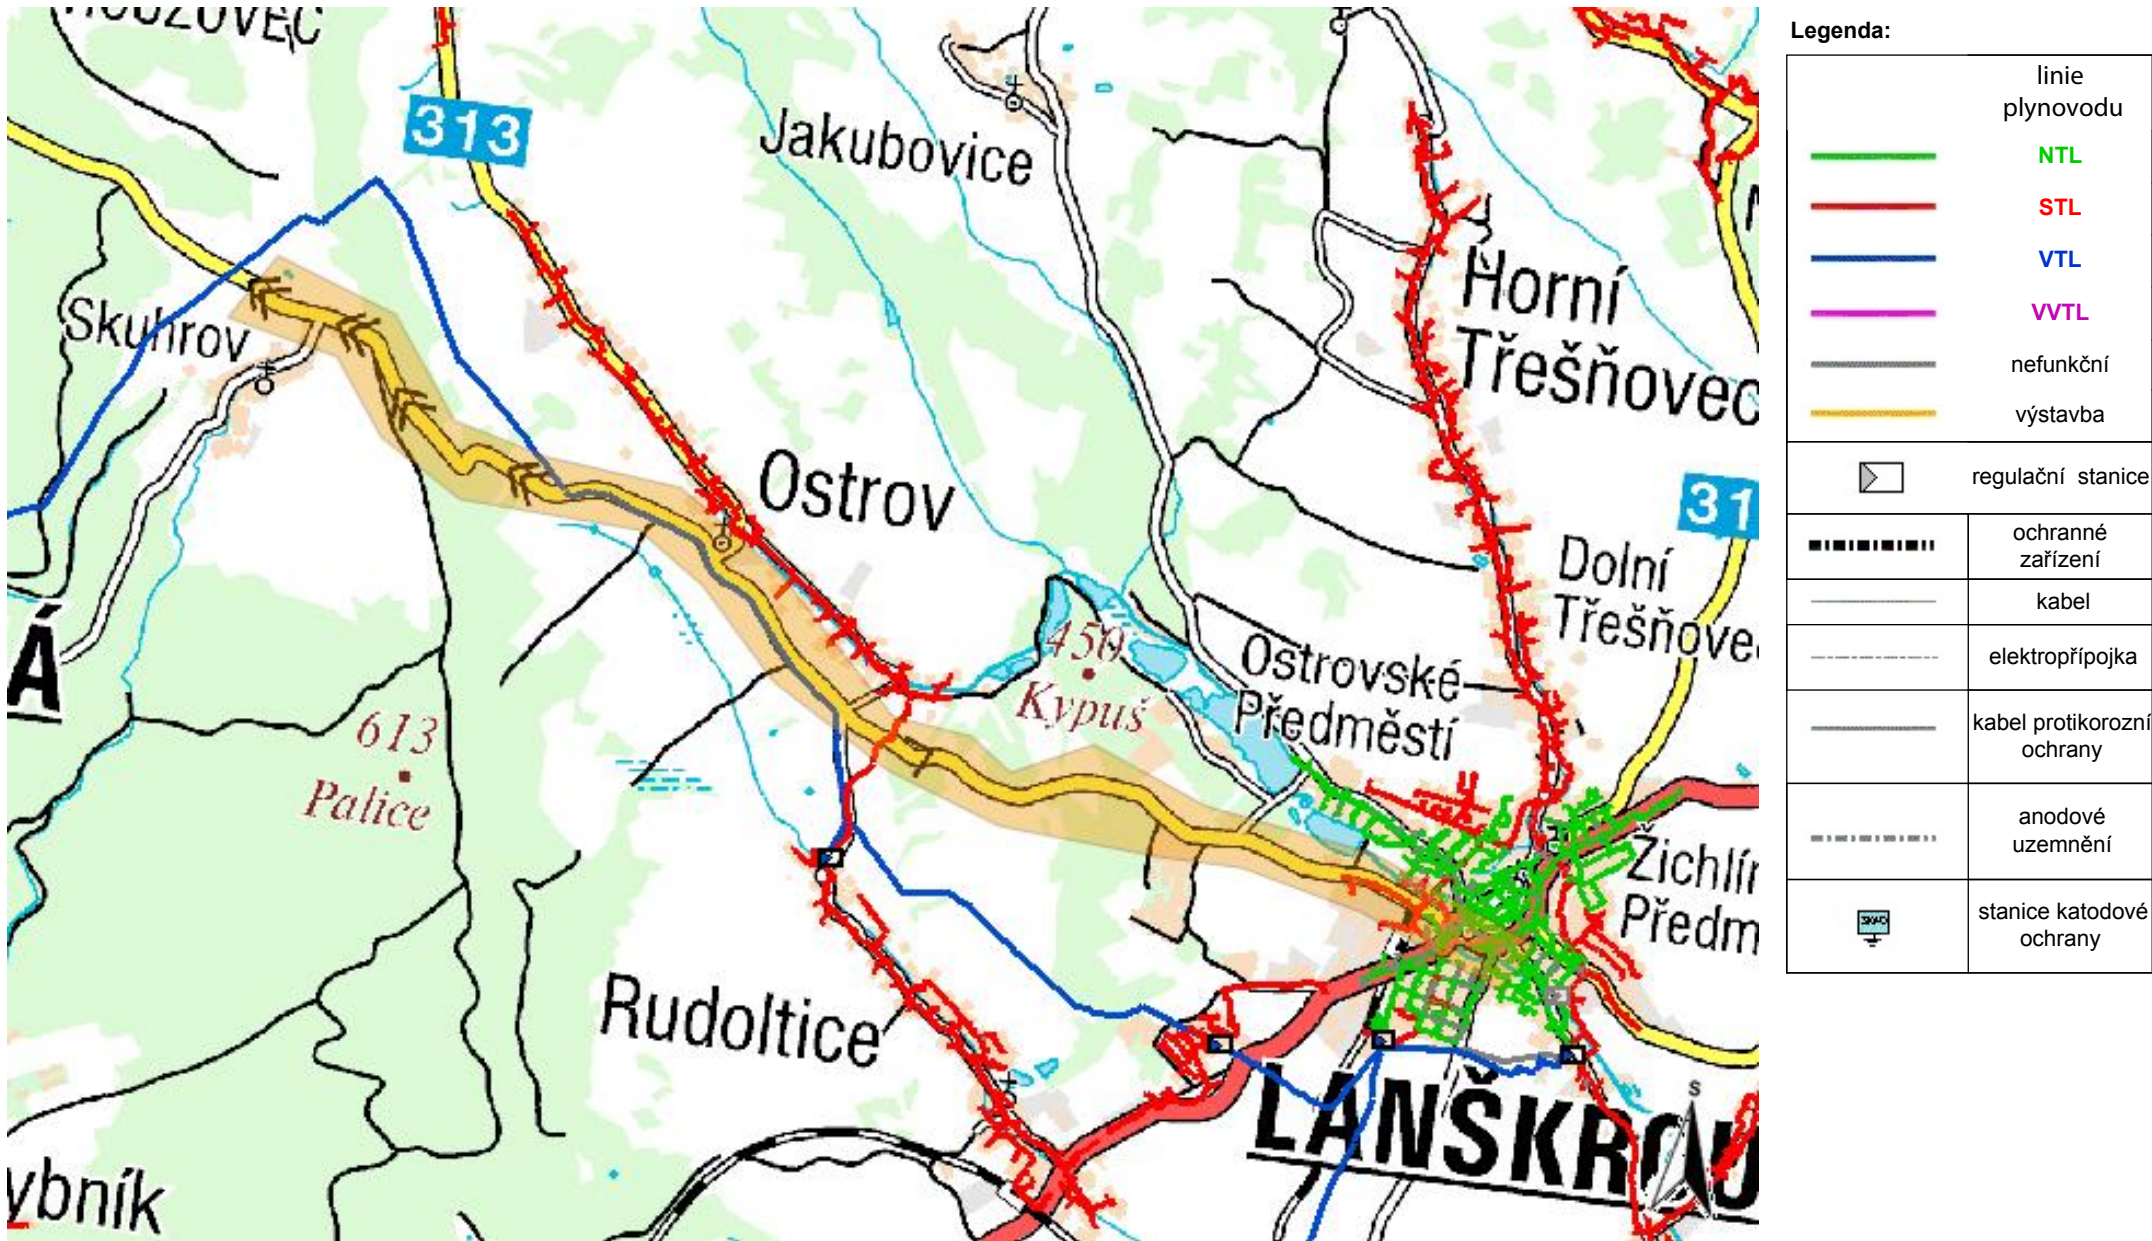 313
Jakubovice
Horní
Třešňovec
Skuhrov
Ostrov
31
Dolní
Třešňove
450
Kypuš
Ostrovské
Předměstí
Á
613
Palice
Žichlín
Předm
Rudoltice
LANŠKROU
ybník
S
Legenda:
linie
plynovodu
NTL
STL
VTL
VVTL
nefunkční
výstavba
regulační stanice
ochranné
zařízení
kabel
elektropřípojka
kabel protikorozní
ochrany
anodové
uzemnění
stanice katodové
ochrany